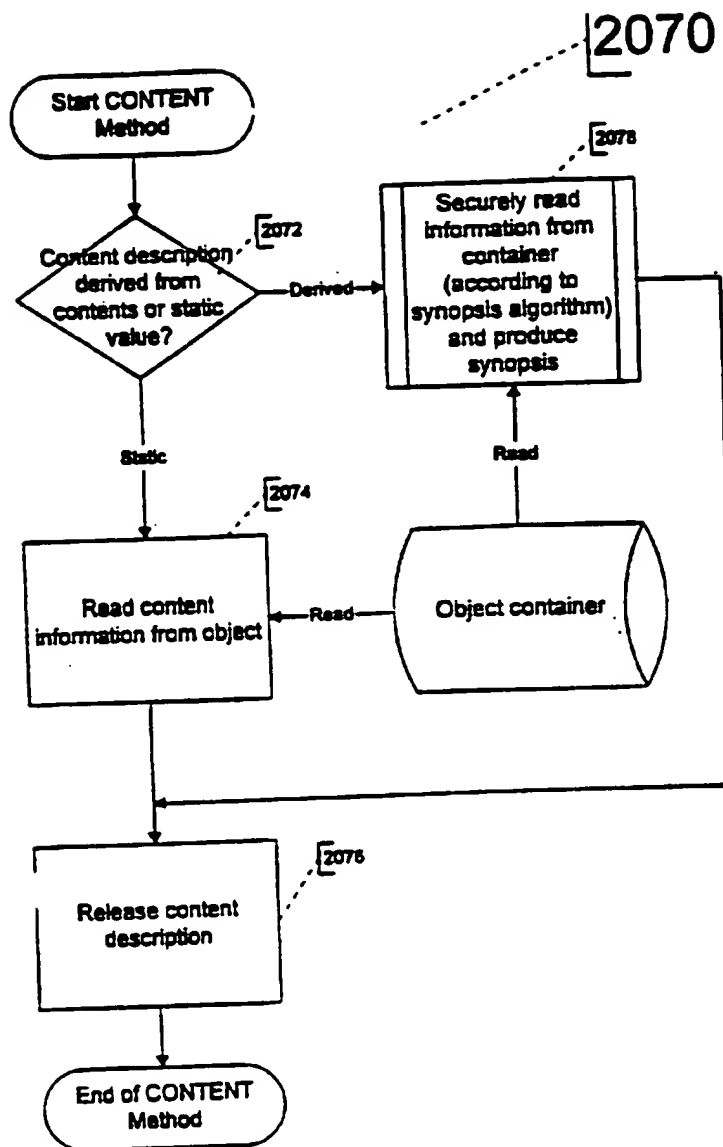 2070
Start CONTENT
Method
2078
Securely read
information from
container
(according to
synopsis algorithm)
and produce
synopsis
2072
Content description
derived from
contents or static
value?
Derived
Static
Read
2074
Read content
information from object
Read
Object container
2076
Release content
description
End of CONTENT
Method